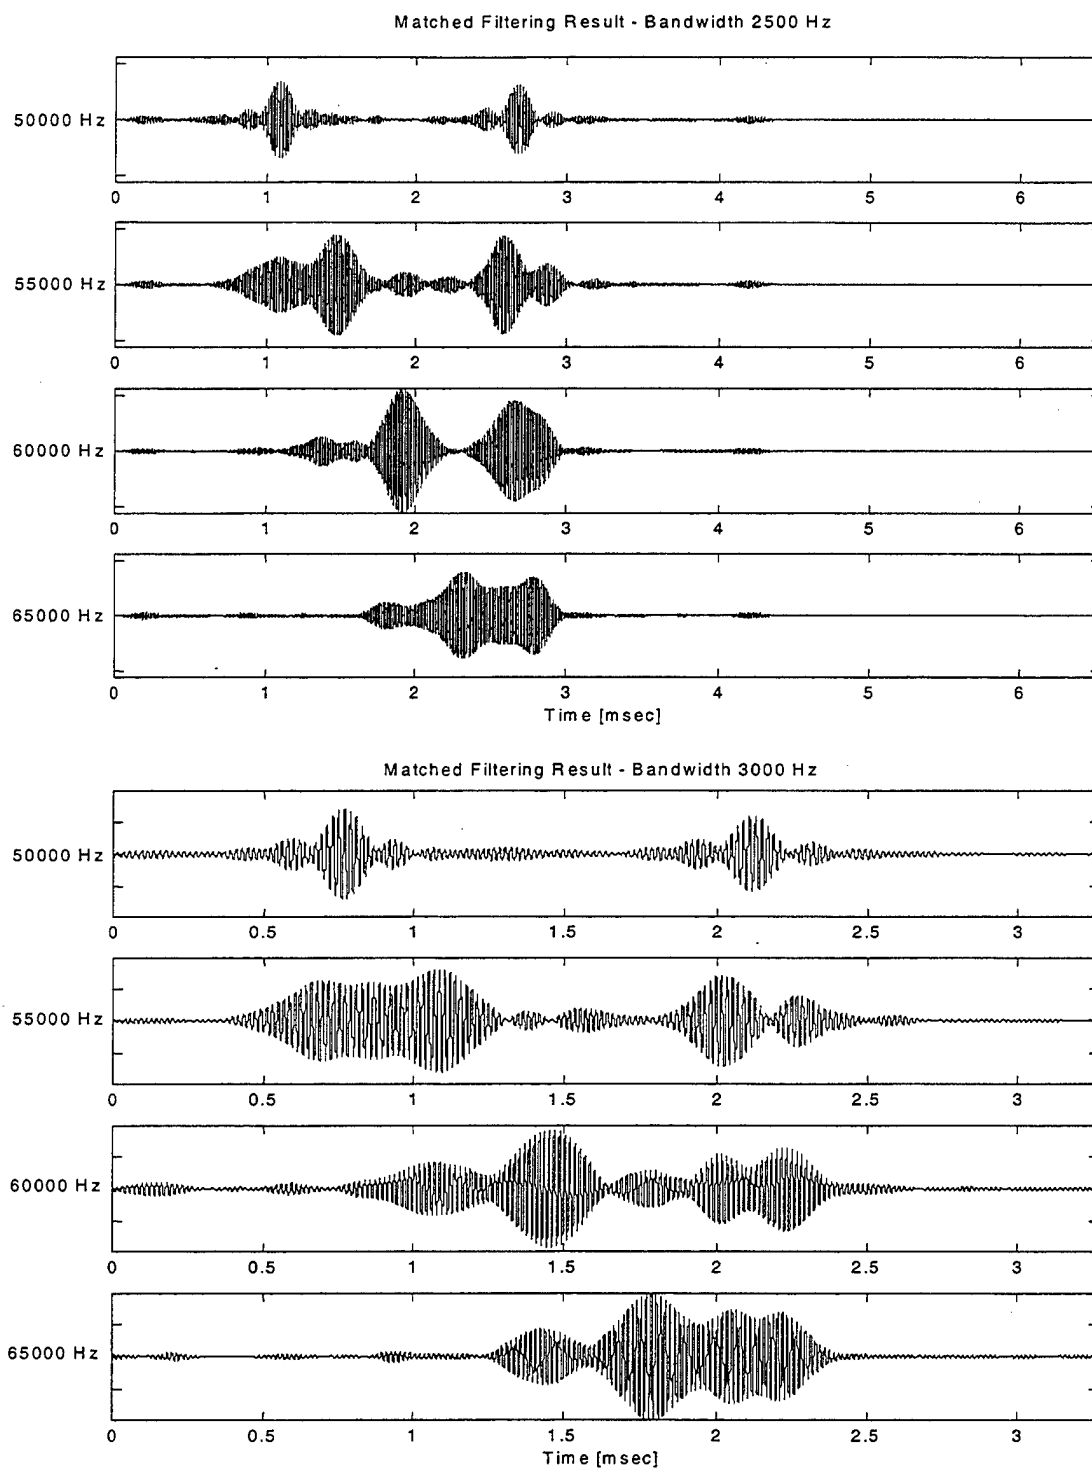 Matched Filtering Result - Bandwidth 2500 Hz
50000 Hz
0 1 2 3 4 5 6
55000 Hz
0 1 2 3 4 5 6
60000 Hz
0 1 2 3 4 5 6
65000 Hz
0 1 2 3 4 5 6
Time [msec]
Matched Filtering Result - Bandwidth 3000 Hz
50000 Hz
0 0.5 1 1.5 2 2.5 3
55000 Hz
0 0.5 1 1.5 2 2.5 3
60000 Hz
0 0.5 1 1.5 2 2.5 3
65000 Hz
0 0.5 1 1.5 2 2.5 3
Time [msec]